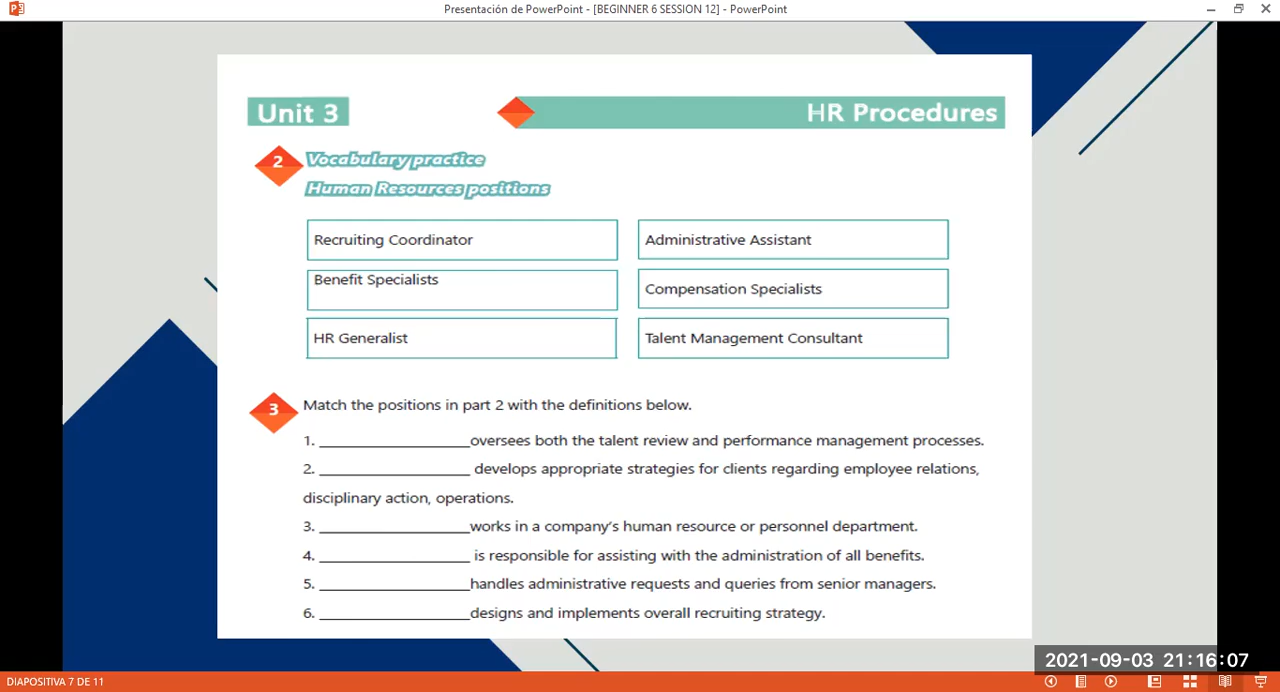 Presentación de PowerPoint - [BEGINNER 6 SESSION 12] - PowerPoint
Unit 3
HR Procedures
2
Vocabulary practice
Human Resources positions
Recruiting Coordinator
Administrative Assistant
Benefit Specialists
Compensation Specialists
HR Generalist
Talent Management Consultant
3
Match the positions in part 2 with the definitions below.
1. ____________________oversees both the talent review and performance management processes.
2. ____________________ develops appropriate strategies for clients regarding employee relations,
disciplinary action, operations.
3. ____________________works in a company's human resource or personnel department.
4. ____________________ is responsible for assisting with the administration of all benefits.
5. ____________________handles administrative requests and queries from senior managers.
6. ____________________designs and implements overall recruiting strategy.
2021-09-03 21:16:07
DIAPOSITIVA 7 DE 11